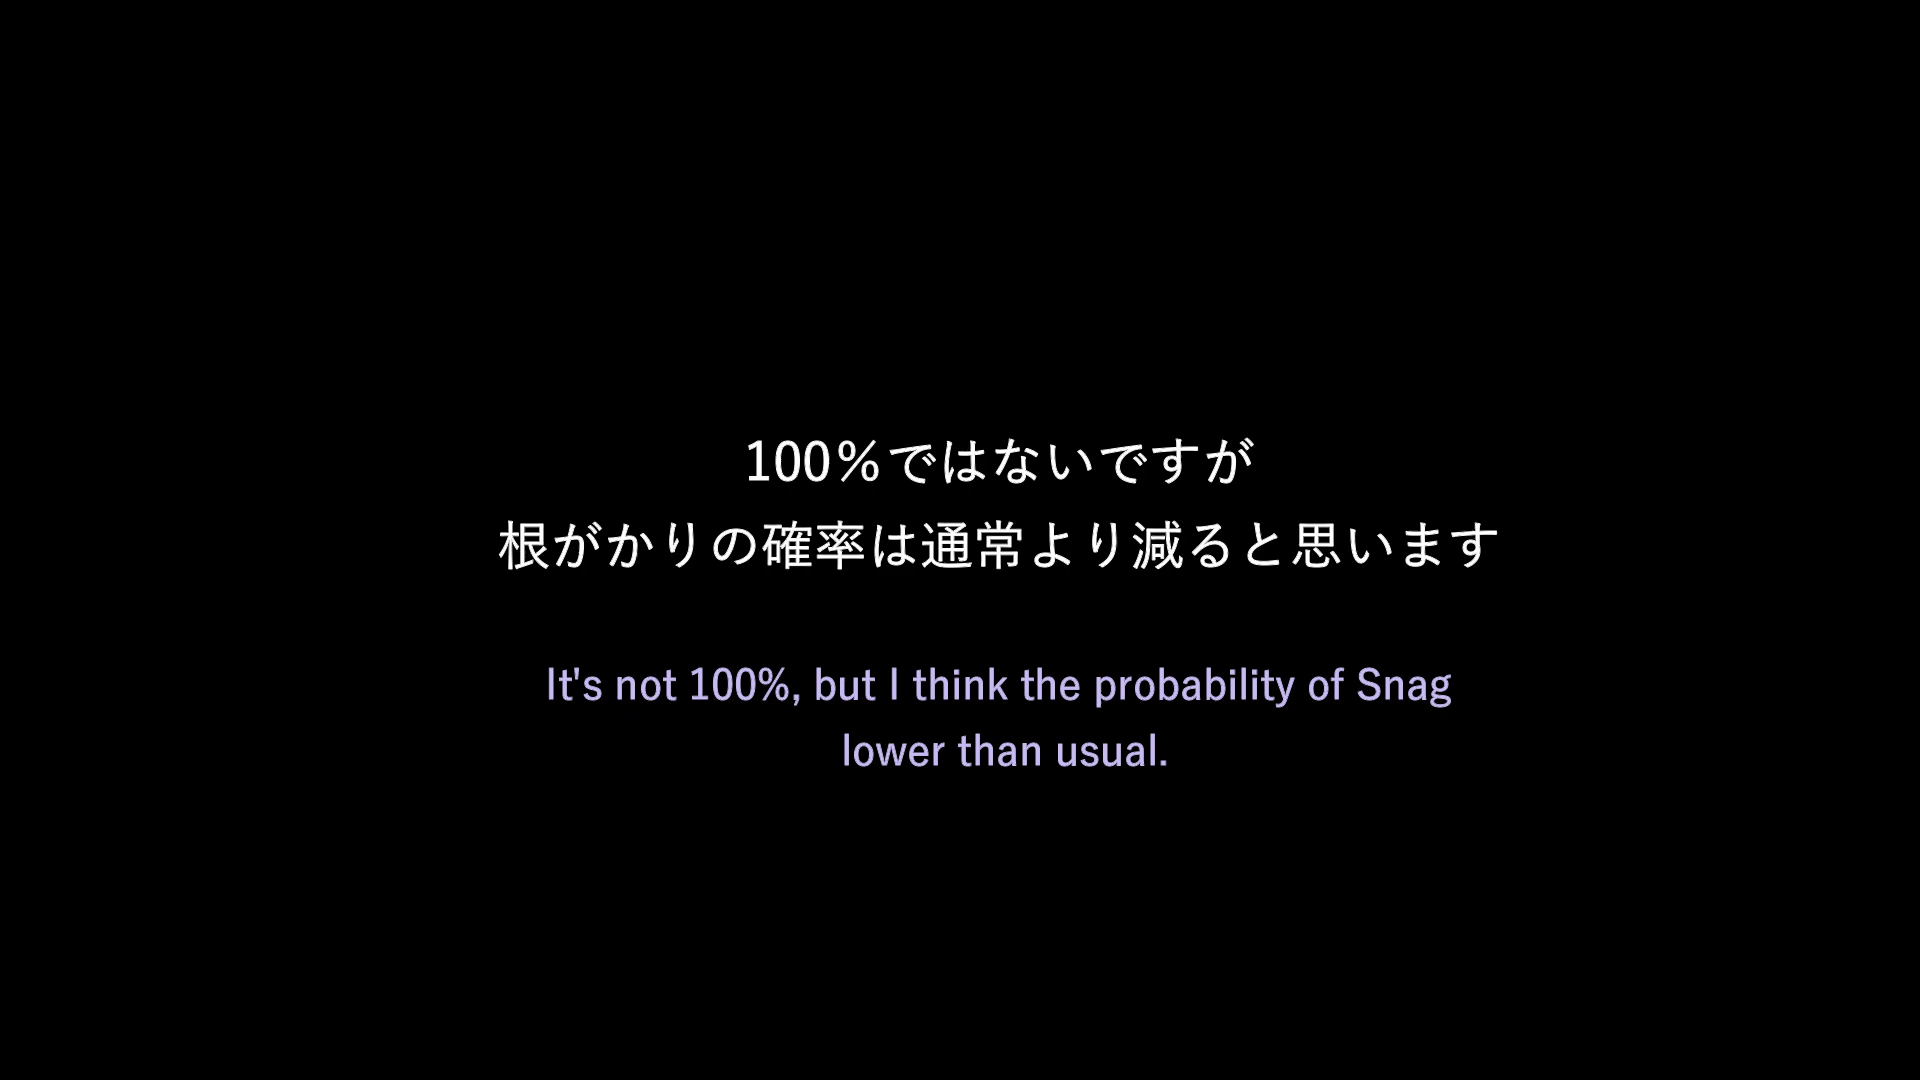 100％ではないですが
根がかりの確率は通常より減ると思います
It's not 100%, but I think the probability of Snag
lower than usual.